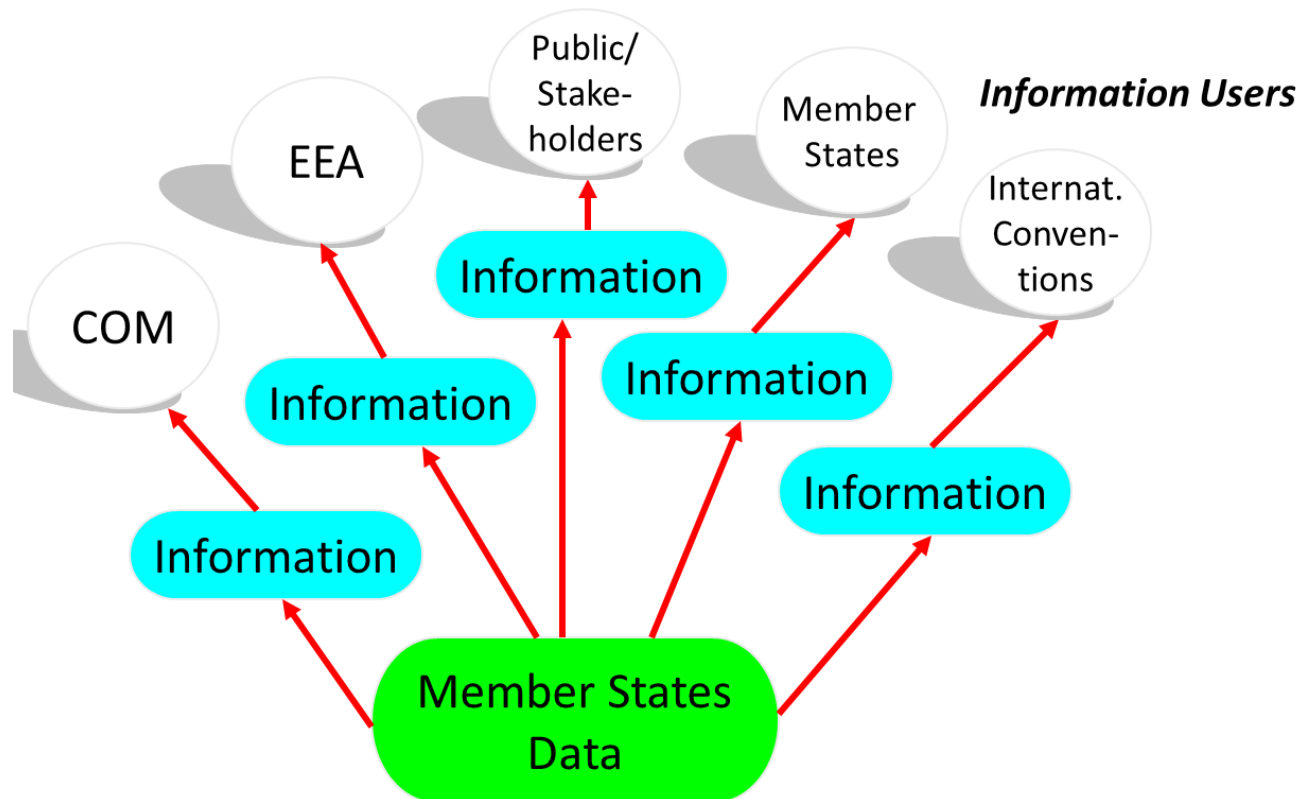 Public/
Stake-
holders
Information Users
Member
States
EEA
Internat.
Conven-
tions
Information
COM
Information
Information
Information
Information
Member States
Data